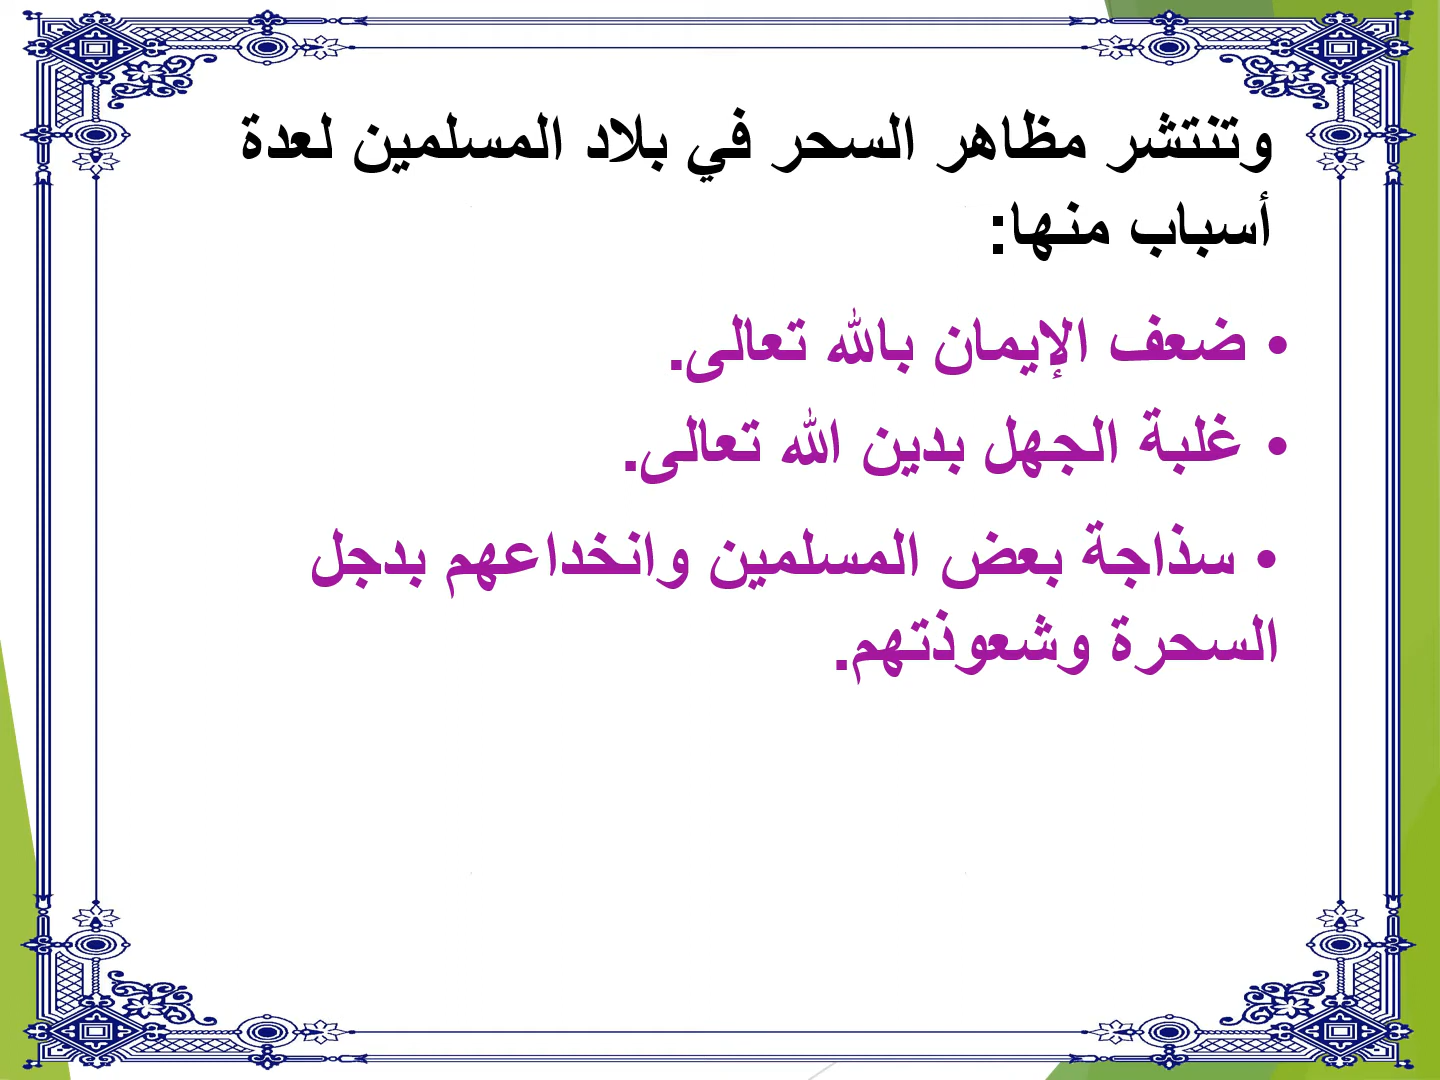 وتنتشر مظاهر السحر في بلاد المسلمين لعدة
أسباب منها:
• ضعف الإيمان بالله تعالى.
• غلبة الجهل بدين الله تعالى.
• سذاجة بعض المسلمين وانخداعهم بدجل
السحرة وشعوذتهم.